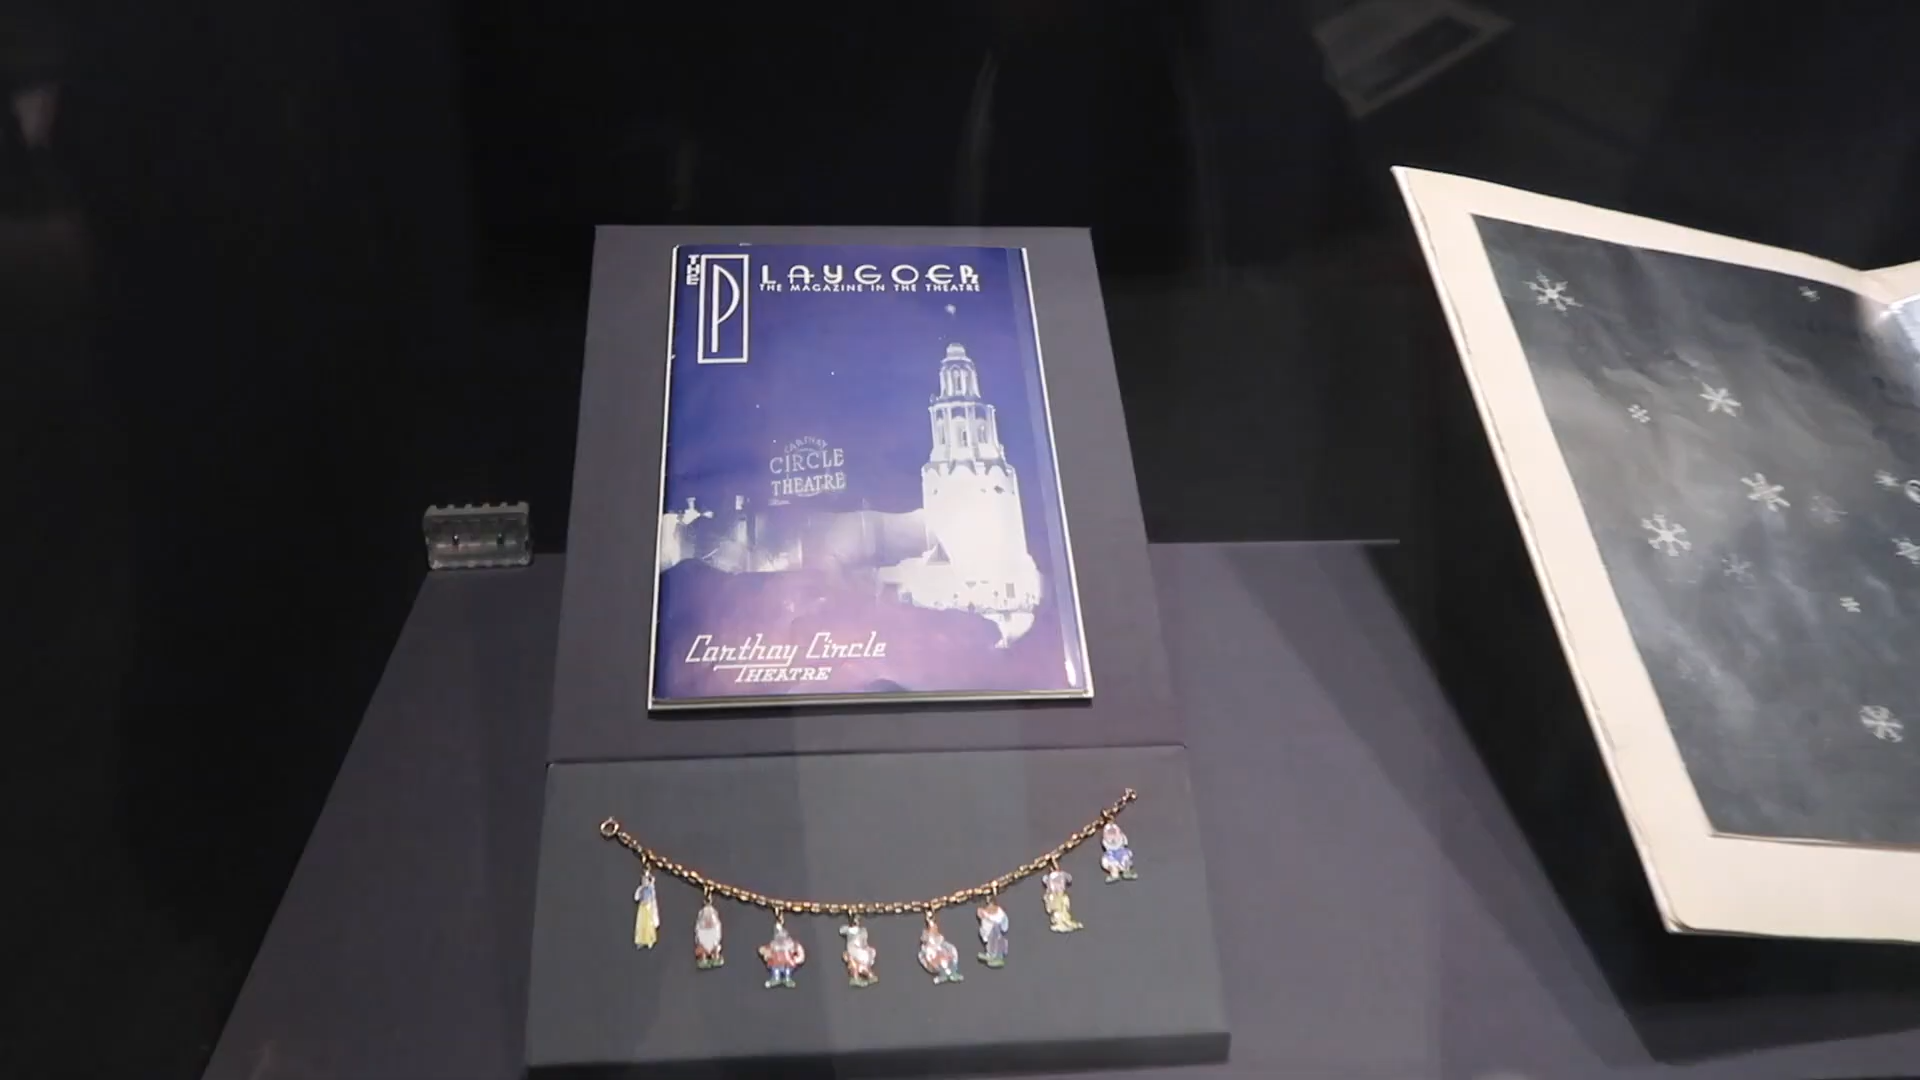 THE PLAYGOER
THE MAGAZINE IN THE THEATRE
CARTHAY
CIRCLE
THEATRE
Carthay Circle
THEATRE